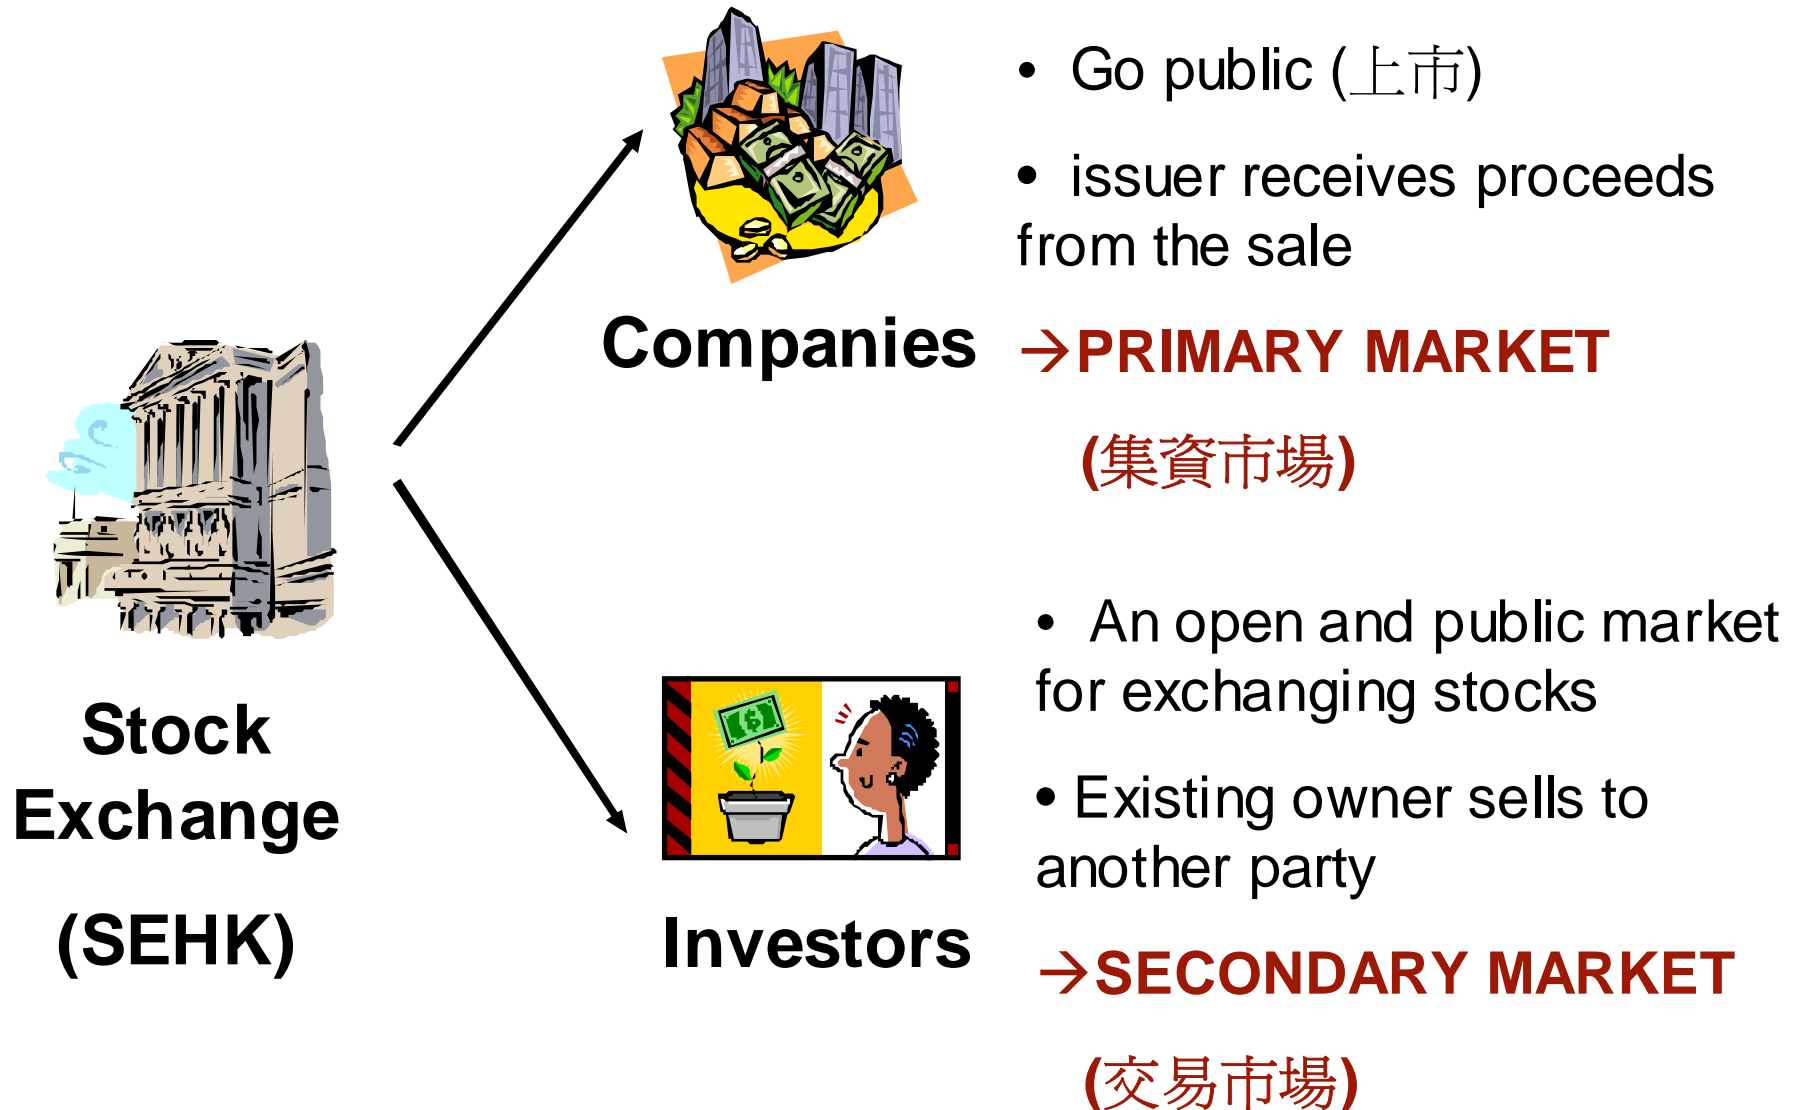 Stock
Exchange
(SEHK)
Companies
• Go public (上市)
• issuer receives proceeds
from the sale
→PRIMARY MARKET
(集資市場)
Investors
• An open and public market
for exchanging stocks
• Existing owner sells to
another party
→SECONDARY MARKET
(交易市場)